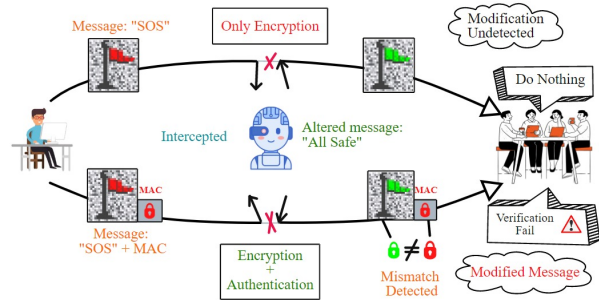 Message: "SOS"
Only Encryption
Modification
Undetected
Do Nothing
Intercepted
Altered message:
"All Safe"
MAC
MAC
Message:
"SOS" + MAC
Encryption
+
Authentication
≠
Mismatch
Detected
Verification
Fail
Modified Message